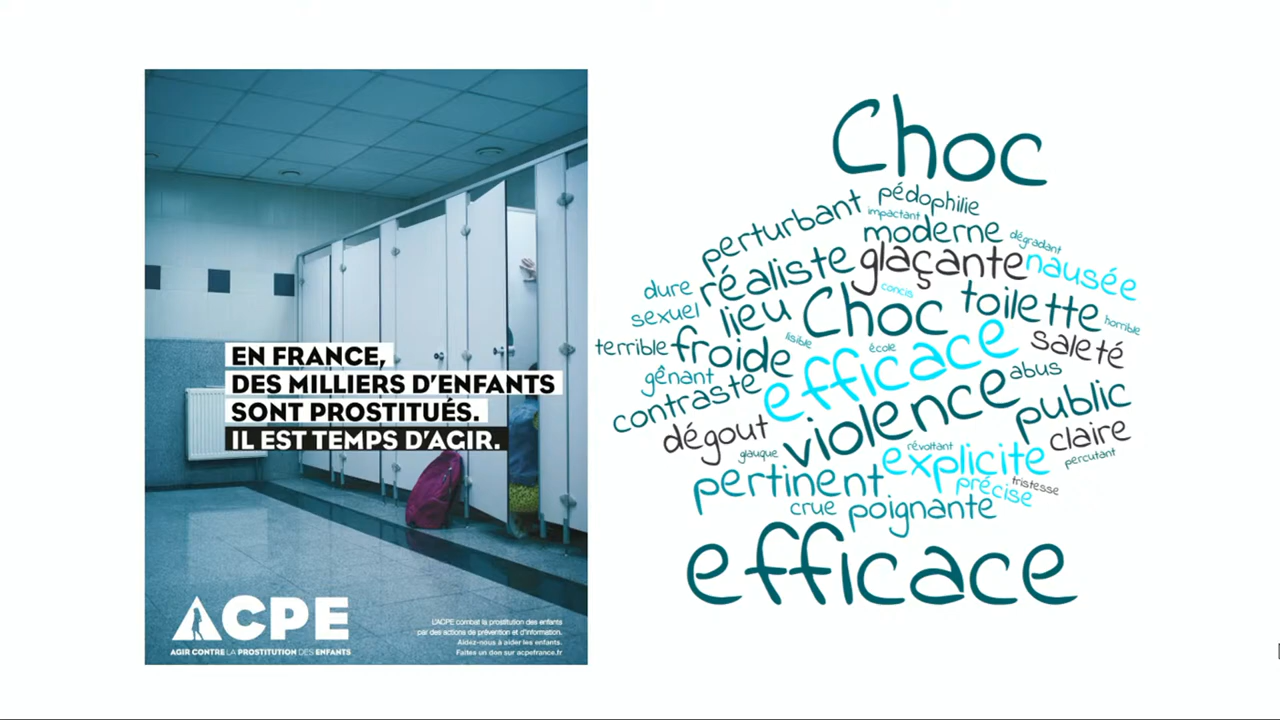 EN FRANCE,
DES MILLIERS D'ENFANTS
SONT PROSTITUÉS.
IL EST TEMPS D'AGIR.
ACPE
AGIR CONTRE LA PROSTITUTION DES ENFANTS
L'ACPE combat la prostitution des enfants
par des actions de prévention et d'information.
Aidez-nous à aider les enfants.
Faites un don sur acpefrance.fr
Choc
pédophilie
impactant
perturbant
moderne
dégradant
glaçante
nausée
réaliste
dure
concis
sexuel
lieu
Choc
toilette
horrible
terrible
froide
lisible
école
efficace
saleté
gênant
contraste
abus
violence
public
dégout
claire
révoltant
glauque
explicite
percutant
pertinent
précise
tristesse
crue
poignante
efficace